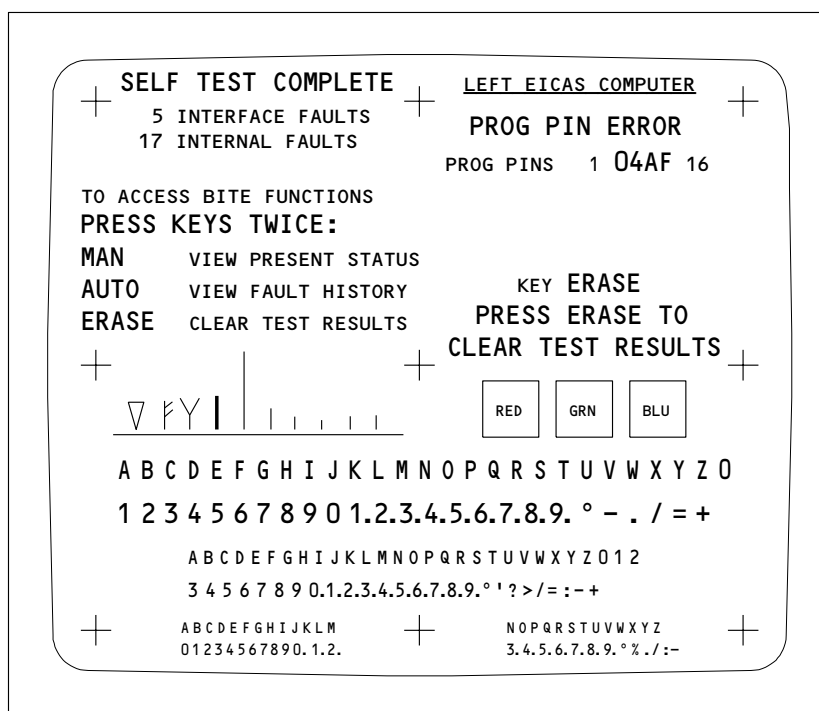 SELF TEST COMPLETE
5 INTERFACE FAULTS
17 INTERNAL FAULTS
LEFT EICAS COMPUTER
PROG PIN ERROR
PROG PINS 1 04AF 16
TO ACCESS BITE FUNCTIONS
PRESS KEYS TWICE:
MAN VIEW PRESENT STATUS
AUTO VIEW FAULT HISTORY
ERASE CLEAR TEST RESULTS
KEY ERASE
PRESS ERASE TO
CLEAR TEST RESULTS
RED GRN BLU
A B C D E F G H I J K L M N O P Q R S T U V W X Y Z 0
1 2 3 4 5 6 7 8 9 0 1.2.3.4.5.6.7.8.9. ° – . / = +
A B C D E F G H I J K L M N O P Q R S T U V W X Y Z 0 1 2
3 4 5 6 7 8 9 0.1.2.3.4.5.6.7.8.9.° ' ? > / = : – +
A B C D E F G H I J K L M
0 1 2 3 4 5 6 7 8 9 0. 1. 2.
N O P Q R S T U V W X Y Z
3. 4. 5. 6. 7. 8. 9. ° % . / : –